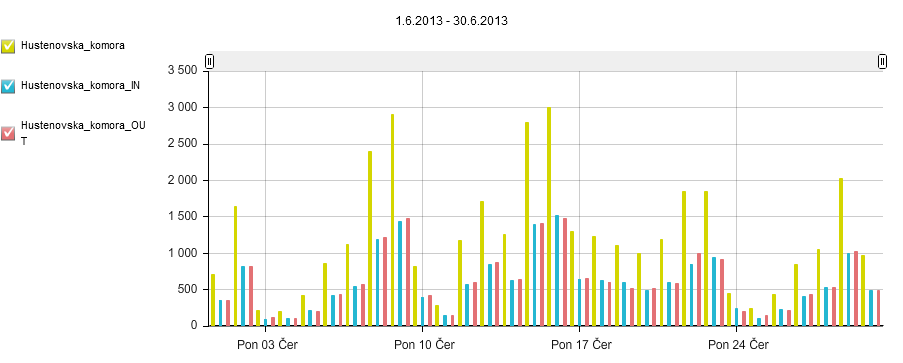 1.6.2013 - 30.6.2013
Hustenovska_komora
Hustenovska_komora_IN
Hustenovska_komora_OU
T
3 500
3 000
2 500
2 000
1 500
1 000
500
0
Pon 03 Čer
Pon 10 Čer
Pon 17 Čer
Pon 24 Čer